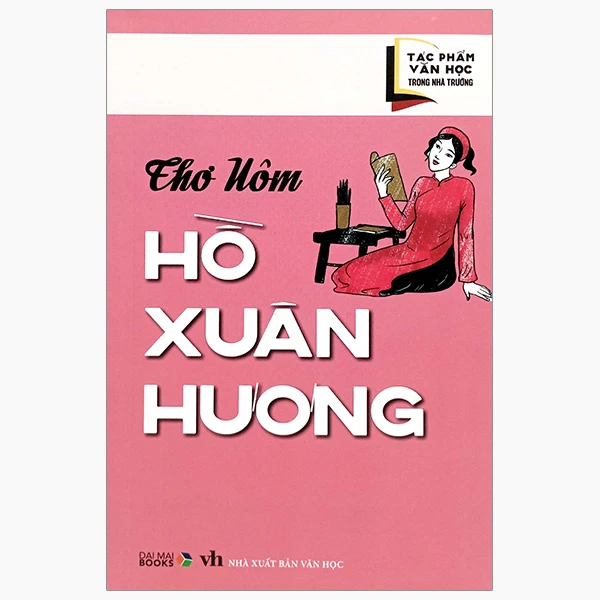 TÁC PHẨM
VĂN HỌC
TRONG NHÀ TRƯỜNG
Thơ Nôm
HỒ
XUÂN
HƯƠNG
ĐẠI MAI
BOOKS
vh NHÀ XUẤT BẢN VĂN HỌC